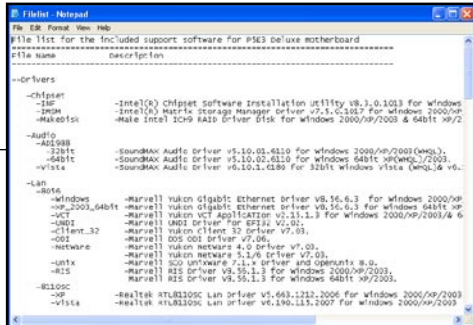 Filelist - Notepad
File Edit Format View Help
File list for the included support software for P5E3 Deluxe motherboard
File Name Description
--Drivers
-Chipset
-INF -Intel(R) Chipset Software Installation Utility V8.3.0.1013 for Windows
-IMSM -Intel(R) Matrix Storage Manager Driver v7.5.0.1017 for Windows 2000/
-MakeDisk -Make Intel ICH9 RAID Driver Disk for Windows 2000/XP/2003 & 64bit XP/2
-Audio
-AD1988
-32bit -SoundMAX Audio Driver v5.10.01.6110 for Windows 2000/XP/2003(WHQL).
-64bit -SoundMAX Audio Driver v5.10.02.6110 for Windows 64bit XP(WHQL)/2003.
-Vista -SoundMAX Audio Driver v6.10.1.6180 for 32bit Windows Vista (WHQL)& v6.
-Lan
-8056
-Windows -Marvell Yukon Gigabit Ethernet Driver V8.56.6.3 for Windows 2000/XP
-XP_2003_64bit -Marvell Yukon Gigabit Ethernet Driver V8.56.6.3 for Windows 64bit XP
-VCT -Marvell Yukon VCT Application V2.13.1.3 for Windows 2000/XP/2003/& 6
-UNDI -Marvell UNDI Driver for V2.02.
-Client_32 -Marvell Yukon Client 32 Driver V7.03.
-ODI -Marvell DOS ODI Driver V7.06.
-NetWare -Marvell Yukon NetWare 4.0 Driver v7.03.
-Marvell Yukon NetWare 5.1/6 Driver v7.03.
-Unix -Marvell SCO UnixWare 7.1.x Driver and OpenUnix 8.0.
-RIS -Marvell RIS Driver V8.55.1.3 for Windows 2000/XP/2003.
-Marvell RIS Driver V8.56.1.3 for Windows 64bit XP/2003.
-8110SC
-XP -Realtek RTL8110SC Lan Driver V5.663.1212.2006 for Windows 2000/XP/2003
-Vista -Realtek RTL8110SC Lan Driver V6.190.115.2007 for Windows 2000/XP/2003